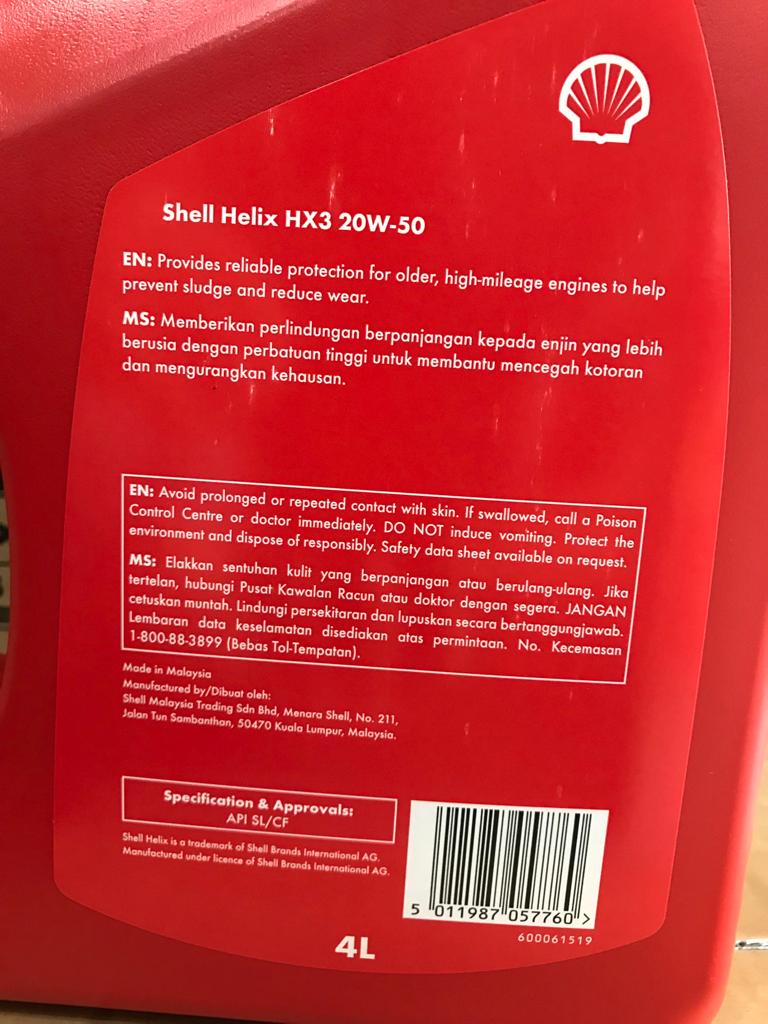 Shell Helix HX3 20W-50
EN: Provides reliable protection for older, high-mileage engines to help
prevent sludge and reduce wear.
MS: Memberikan perlindungan berpanjangan kepada enjin yang lebih
berusia dengan perbatuan tinggi untuk membantu mencegah kotoran
dan mengurangkan kehausan.
EN: Avoid prolonged or repeated contact with skin. If swallowed, call a Poison
Control Centre or doctor immediately. DO NOT induce vomiting. Protect the
environment and dispose of responsibly. Safety data sheet available on request.
MS: Elakkan sentuhan kulit yang berpanjangan atau berulang-ulang. Jika
tertelan, hubungi Pusat Kawalan Racun atau doktor dengan segera. JANGAN
cetuskan muntah. Lindungi persekitaran dan lupuskan secara bertanggungjawab.
Lembaran data keselamatan disediakan atas permintaan. No. Kecemasan
1-800-88-3899 (Bebas Tol-Tempatan).
Made in Malaysia
Manufactured by/Dibuat oleh:
Shell Malaysia Trading Sdn Bhd, Menara Shell, No. 211,
Jalan Tun Sambanthan, 50470 Kuala Lumpur, Malaysia.
Specification & Approvals:
API SL/CF
Shell Helix is a trademark of Shell Brands International AG.
Manufactured under licence of Shell Brands International AG.
5 011987 057760 >
600061519
4L